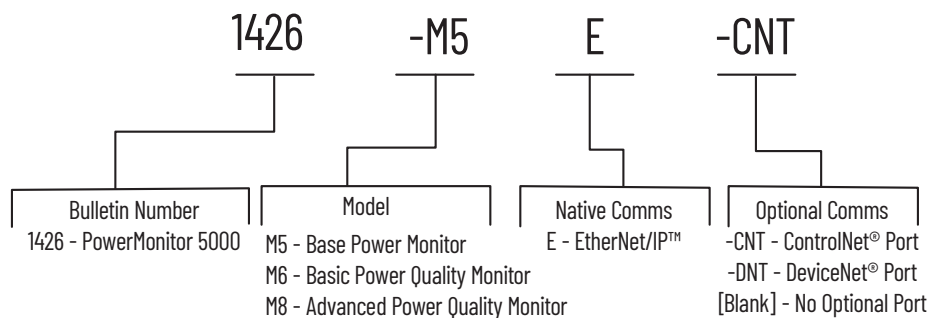 1426 -M5 E -CNT
Bulletin Number
1426 - PowerMonitor 5000
Model
M5 - Base Power Monitor
M6 - Basic Power Quality Monitor
M8 - Advanced Power Quality Monitor
Native Comms
E - EtherNet/IP™
Optional Comms
-CNT - ControlNet® Port
-DNT - DeviceNet® Port
[Blank] - No Optional Port